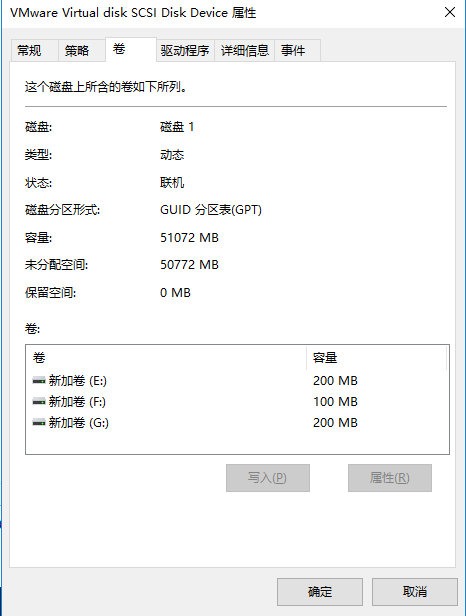 VMware Virtual disk SCSI Disk Device 属性
常规 策略 卷 驱动程序 详细信息 事件
这个磁盘上所含的卷如下所列。
磁盘: 磁盘 1
类型: 动态
状态: 联机
磁盘分区形式: GUID 分区表(GPT)
容量: 51072 MB
未分配空间: 50772 MB
保留空间: 0 MB
卷:
卷 容量
新加卷 (E:) 200 MB
新加卷 (F:) 100 MB
新加卷 (G:) 200 MB
写入(P) 属性(R)
确定 取消